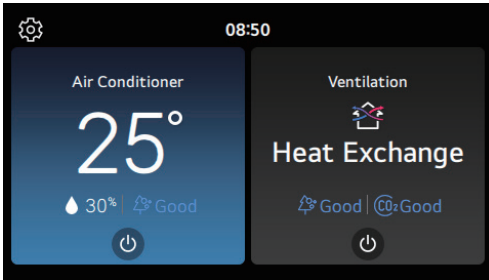 08:50
Air Conditioner
25°
30% Good
Ventilation
Heat Exchange
Good CO₂ Good